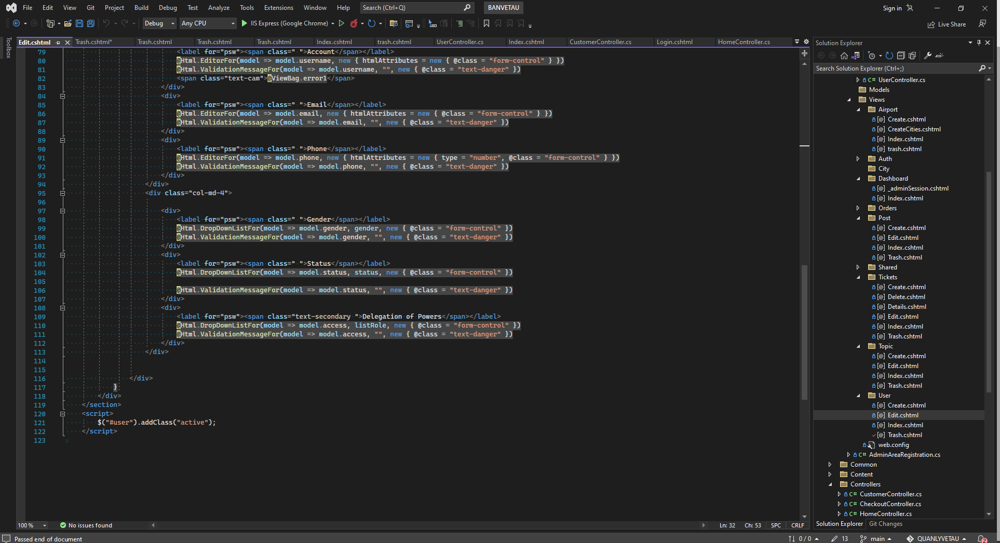 File Edit View Git Project Build Debug Test Analyze Tools Extensions Window Help Search (Ctrl+Q) BANVETAU Sign in
Debug Any CPU IIS Express (Google Chrome) Live Share
Toolbox
Edit.cshtml Trash.cshtml* Trash.cshtml Trash.cshtml Trash.cshtml Index.cshtml trash.cshtml UserController.cs Index.cshtml CustomerController.cs Login.cshtml HomeController.cs
79 <label for="psw"><span class=" ">Account</span></label>
80 @Html.EditorFor(model => model.username, new { htmlAttributes = new { @class = "form-control" } })
81 @Html.ValidationMessageFor(model => model.username, "", new { @class = "text-danger" })
82 <span class="text-cam">@ViewBag.error1</span>
83 </div>
84 <div>
85 <label for="psw"><span class=" ">Email</span></label>
86 @Html.EditorFor(model => model.email, new { htmlAttributes = new { @class = "form-control" } })
87 @Html.ValidationMessageFor(model => model.email, "", new { @class = "text-danger" })
88 </div>
89 <div>
90 <label for="psw"><span class=" ">Phone</span></label>
91 @Html.EditorFor(model => model.phone, new { htmlAttributes = new { type = "number", @class = "form-control" } })
92 @Html.ValidationMessageFor(model => model.phone, "", new { @class = "text-danger" })
93 </div>
94 </div>
95 <div class="col-md-4">
96
97 <div>
98 <label for="psw"><span class=" ">Gender</span></label>
99 @Html.DropDownListFor(model => model.gender, gender, new { @class = "form-control" })
100 @Html.ValidationMessageFor(model => model.gender, "", new { @class = "text-danger" })
101 </div>
102 <div>
103 <label for="psw"><span class=" ">Status</span></label>
104 @Html.DropDownListFor(model => model.status, status, new { @class = "form-control" })
105
106 @Html.ValidationMessageFor(model => model.status, "", new { @class = "text-danger" })
107 </div>
108 <div>
109 <label for="psw"><span class="text-secondary ">Delegation of Powers</span></label>
110 @Html.DropDownListFor(model => model.access, listRole, new { @class = "form-control" })
111 @Html.ValidationMessageFor(model => model.access, "", new { @class = "text-danger" })
112 </div>
113 </div>
114
115
116 </div>
117 }
118 </div>
119 </section>
120 <script>
121 $("#user").addClass("active");
122 </script>
123
100 % No issues found Ln: 32 Ch: 53 SPC CRLF
Solution Explorer
Search Solution Explorer (Ctrl+;)
C# UserController.cs
Models
Views
Airport
[@] Create.cshtml
[@] CreateCities.cshtml
[@] Index.cshtml
[@] trash.cshtml
Auth
City
Dashboard
[@] _adminSession.cshtml
[@] Index.cshtml
Orders
Post
[@] Create.cshtml
[@] Edit.cshtml
[@] Index.cshtml
[@] Trash.cshtml
Shared
Tickets
[@] Create.cshtml
[@] Delete.cshtml
[@] Details.cshtml
[@] Edit.cshtml
[@] Index.cshtml
[@] Trash.cshtml
Topic
[@] Create.cshtml
[@] Edit.cshtml
[@] Index.cshtml
[@] Trash.cshtml
User
[@] Create.cshtml
[@] Edit.cshtml
[@] Index.cshtml
[@] Trash.cshtml
web.config
C# AdminAreaRegistration.cs
Common
Content
Controllers
C# CustomerController.cs
C# CheckoutController.cs
C# HomeController.cs
Solution Explorer Git Changes
Passed end of document 0 / 0 13 main QUANLYVETAU 2